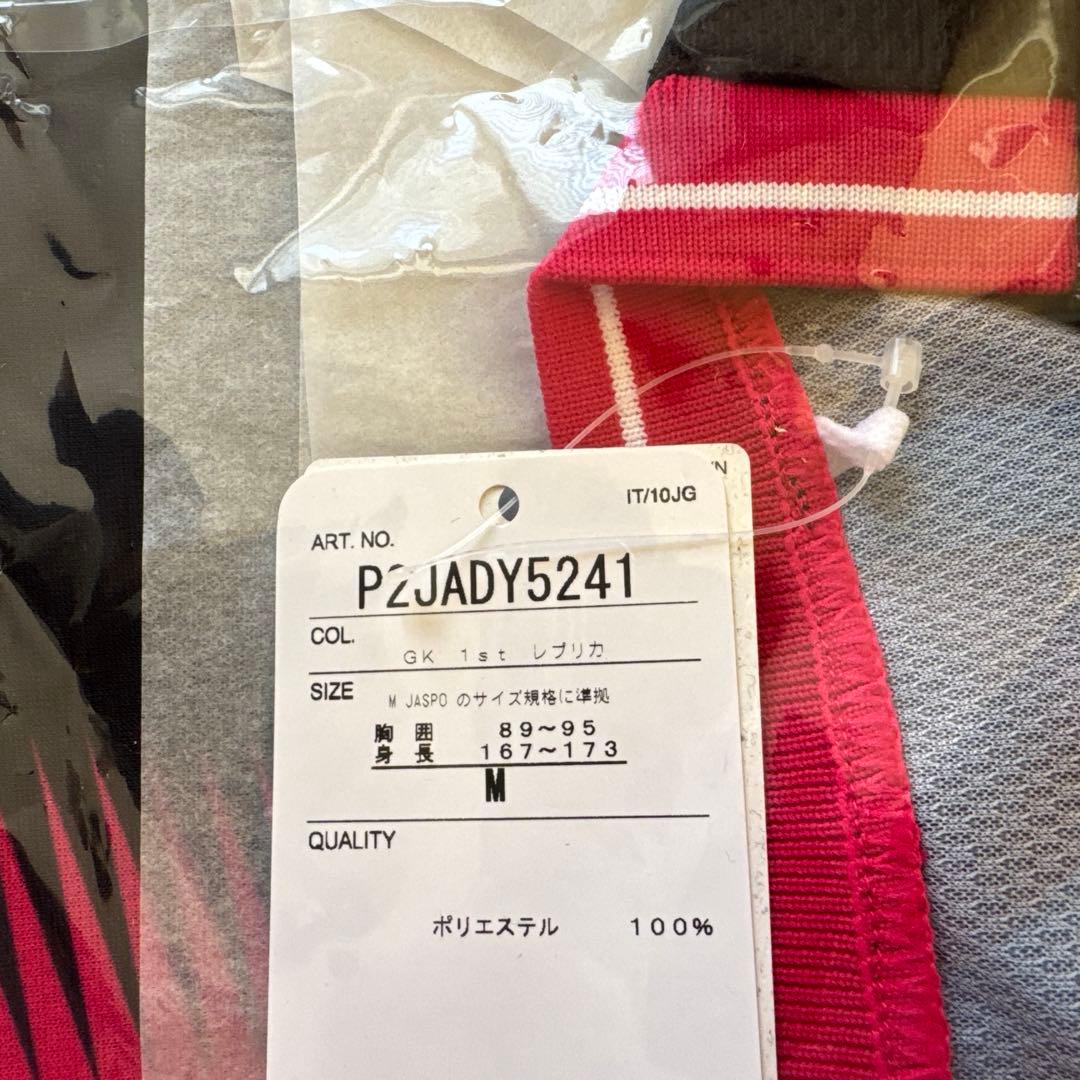 IT/10JG
ART. NO.
P2JADY5241
COL.
GK 1st レプリカ
SIZE
M JASPO のサイズ規格に準拠
胸 囲 89～95
身 長 167～173
M
QUALITY
ポリエステル 100%